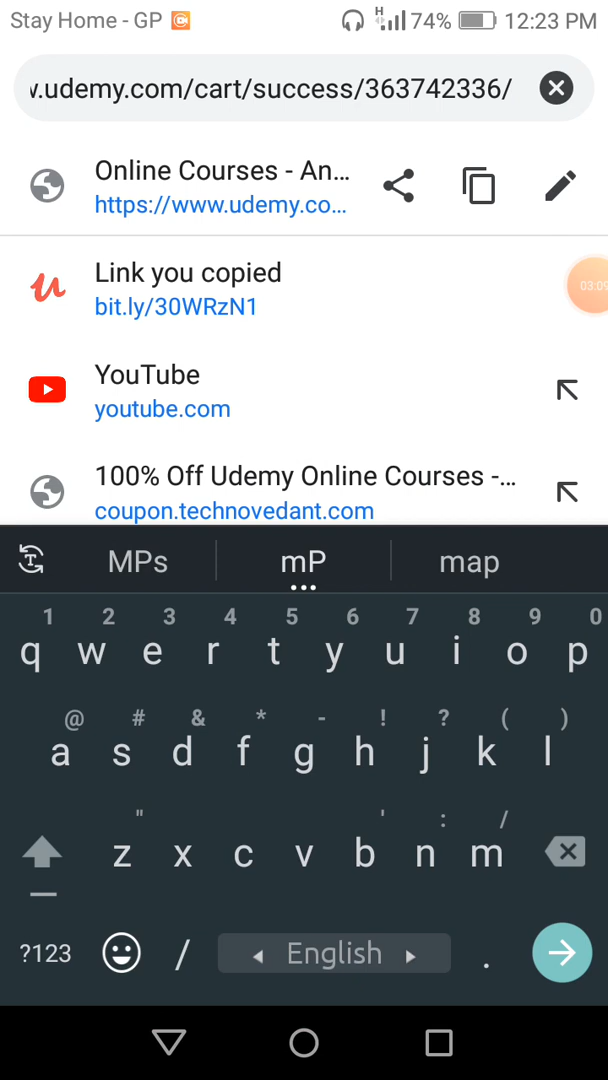 Stay Home - GP H 74% 12:23 PM
v.udemy.com/cart/success/363742336/
Online Courses - An...
https://www.udemy.co...
Link you copied
bit.ly/30WRzN1
03:09
YouTube
youtube.com
100% Off Udemy Online Courses -...
coupon.technovedant.com
MPs mP map
1 2 3 4 5 6 7 8 9 0
q w e r t y u i o p
@ # & * - ! ? ( )
a s d f g h j k l
" ' : /
z x c v b n m
?123 / English .